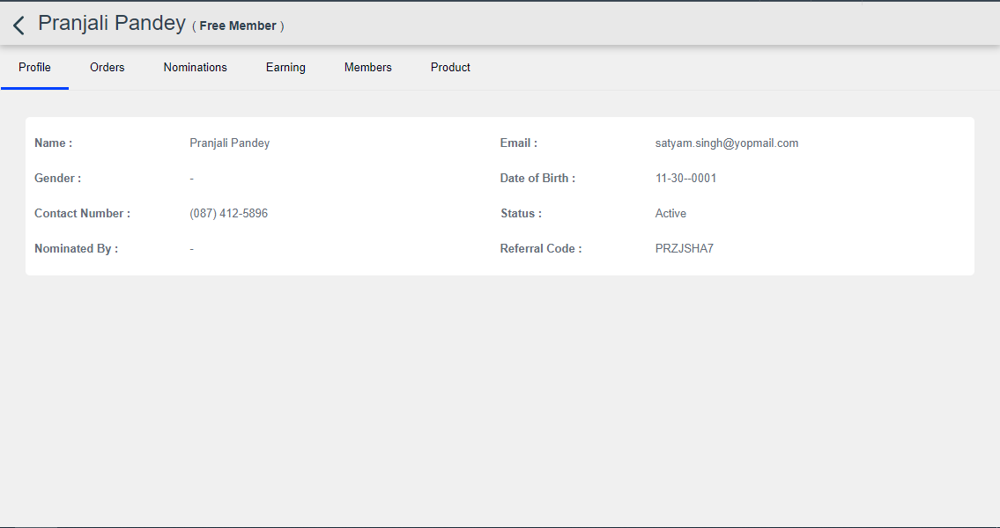 Pranjali Pandey ( Free Member )
Profile Orders Nominations Earning Members Product
Name : Pranjali Pandey Email : satyam.singh@yopmail.com
Gender : - Date of Birth : 11-30--0001
Contact Number : (087) 412-5896 Status : Active
Nominated By : - Referral Code : PRZJSHA7